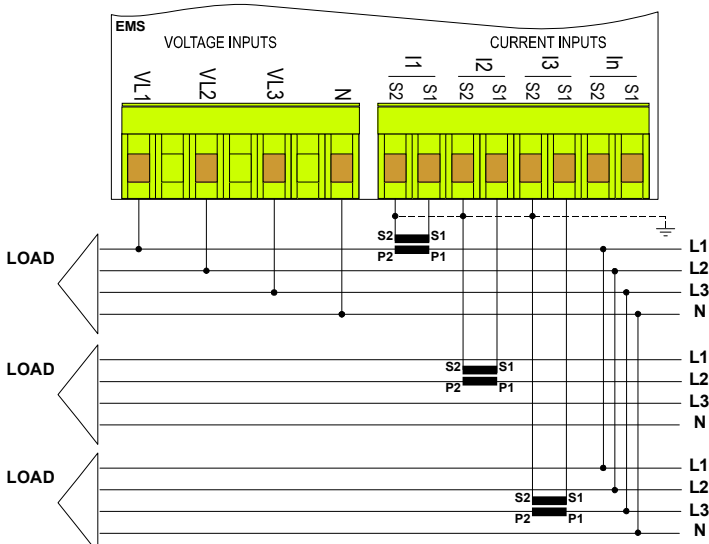 EMS
VOLTAGE INPUTS CURRENT INPUTS
I1 I2 I3 In
VL1 VL2 VL3 N S2 S1 S2 S1 S2 S1 S2 S1
S2 S1
LOAD L1
P2 P1
L2
L3
N
L1
LOAD S2 S1
L2
P2 P1
L3
N
L1
LOAD
L2
S2 S1
L3
P2 P1
N